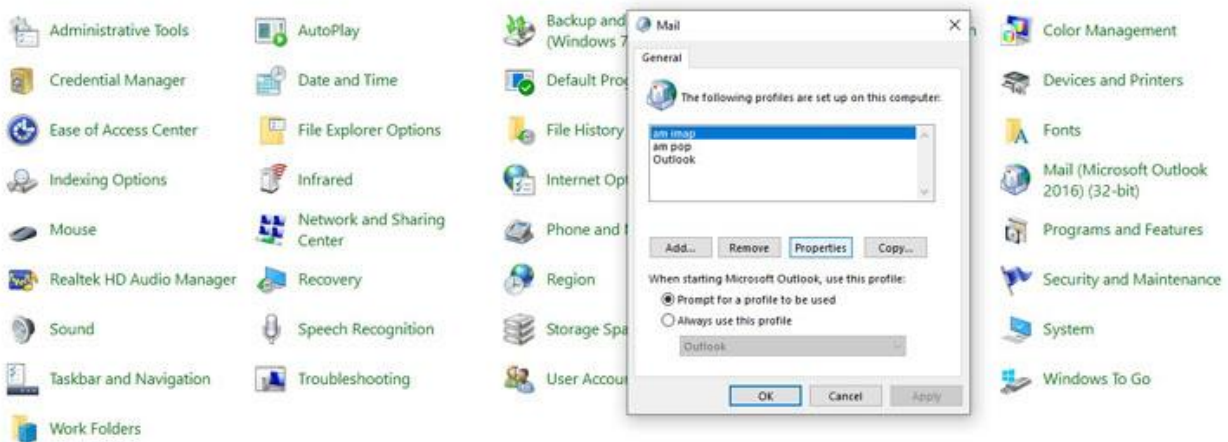 Administrative Tools
AutoPlay
Backup and
(Windows 7
Color Management
Credential Manager
Date and Time
Default Pro
Devices and Printers
Ease of Access Center
File Explorer Options
File History
Fonts
Indexing Options
Infrared
Internet Opt
Mail (Microsoft Outlook
2016) (32-bit)
Mouse
Network and Sharing
Center
Phone and
Programs and Features
Realtek HD Audio Manager
Recovery
Region
Security and Maintenance
Sound
Speech Recognition
Storage Spa
System
Taskbar and Navigation
Troubleshooting
User Accou
Windows To Go
Work Folders
Mail
General
The following profiles are set up on this computer:
am imap
am pop
Outlook
Add... Remove Properties Copy...
When starting Microsoft Outlook, use this profile:
Prompt for a profile to be used
Always use this profile
Outlook
OK Cancel Apply